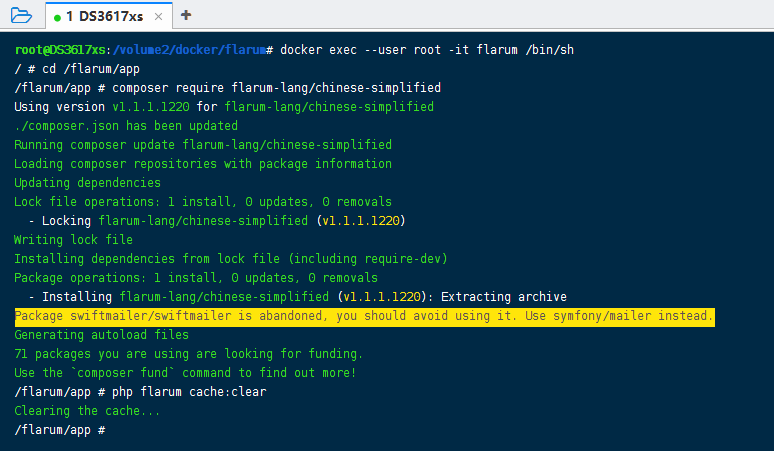 1 DS3617xs × +
root@DS3617xs:/volume2/docker/flarum# docker exec --user root -it flarum /bin/sh
/ # cd /flarum/app
/flarum/app # composer require flarum-lang/chinese-simplified
Using version v1.1.1.1220 for flarum-lang/chinese-simplified
./composer.json has been updated
Running composer update flarum-lang/chinese-simplified
Loading composer repositories with package information
Updating dependencies
Lock file operations: 1 install, 0 updates, 0 removals
  - Locking flarum-lang/chinese-simplified (v1.1.1.1220)
Writing lock file
Installing dependencies from lock file (including require-dev)
Package operations: 1 install, 0 updates, 0 removals
  - Installing flarum-lang/chinese-simplified (v1.1.1.1220): Extracting archive
Package swiftmailer/swiftmailer is abandoned, you should avoid using it. Use symfony/mailer instead.
Generating autoload files
71 packages you are using are looking for funding.
Use the `composer fund` command to find out more!
/flarum/app # php flarum cache:clear
Clearing the cache...
/flarum/app #